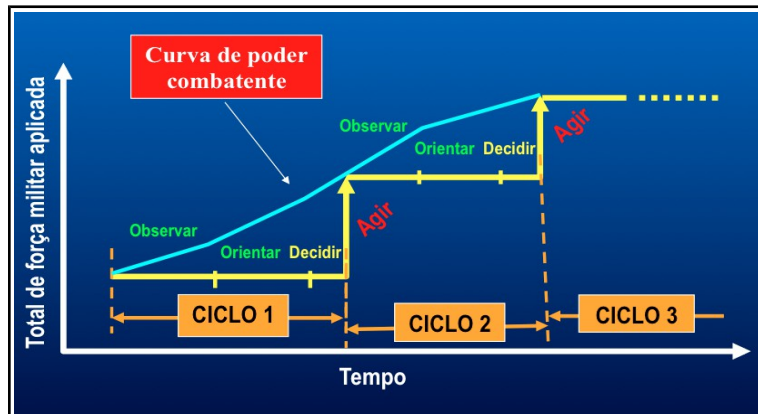 Curva de poder
combatente
Total de força militar aplicada
Observar
Orientar Decidir
Agir
Observar
Orientar Decidir
Agir
CICLO 1
CICLO 2
CICLO 3
Tempo